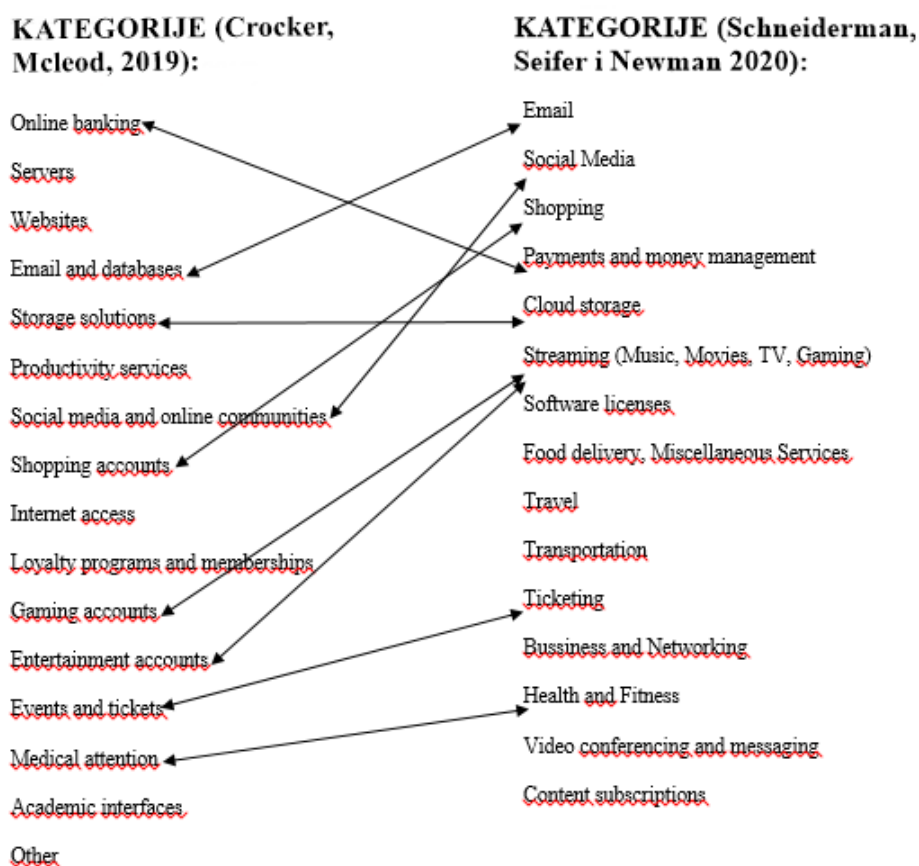 KATEGORIJE (Crocker,
Mcleod, 2019):
Online banking
Servers
Websites
Email and databases
Storage solutions
Productivity services
Social media and online communities
Shopping accounts
Internet access
Loyalty programs and memberships
Gaming accounts
Entertainment accounts
Events and tickets
Medical attention
Academic interfaces
Other
KATEGORIJE (Schneiderman,
Seifer i Newman 2020):
Email
Social Media
Shopping
Payments and money management
Cloud storage
Streaming (Music, Movies, TV, Gaming)
Software licenses
Food delivery, Miscellaneous Services
Travel
Transportation
Ticketing
Bussiness and Networking
Health and Fitness
Video conferencing and messaging
Content subscriptions